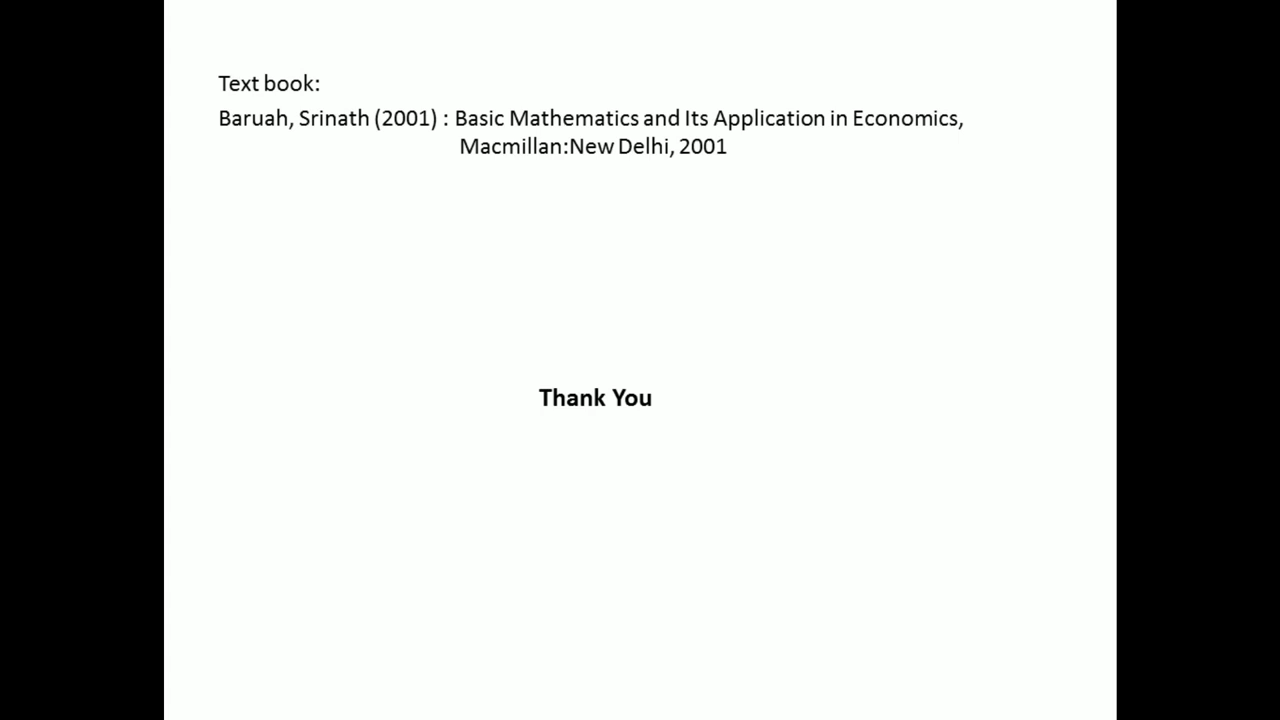 Text book:
Baruah, Srinath (2001) : Basic Mathematics and Its Application in Economics,
Macmillan:New Delhi, 2001
Thank You